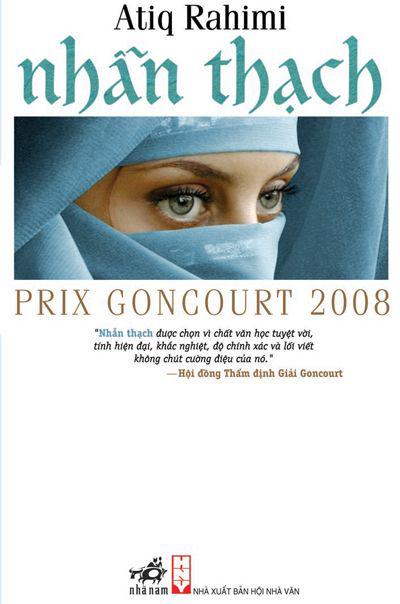 Atiq Rahimi
nhẫn thạch
PRIX GONCOURT 2008
"Nhẫn thạch được chọn vì chất văn học tuyệt vời,
tính hiện đại, khắc nghiệt, độ chính xác và lối viết
không chút cường điệu của nó."
— Hội đồng Thẩm định Giải Goncourt
nhã nam
NHÀ XUẤT BẢN HỘI NHÀ VĂN